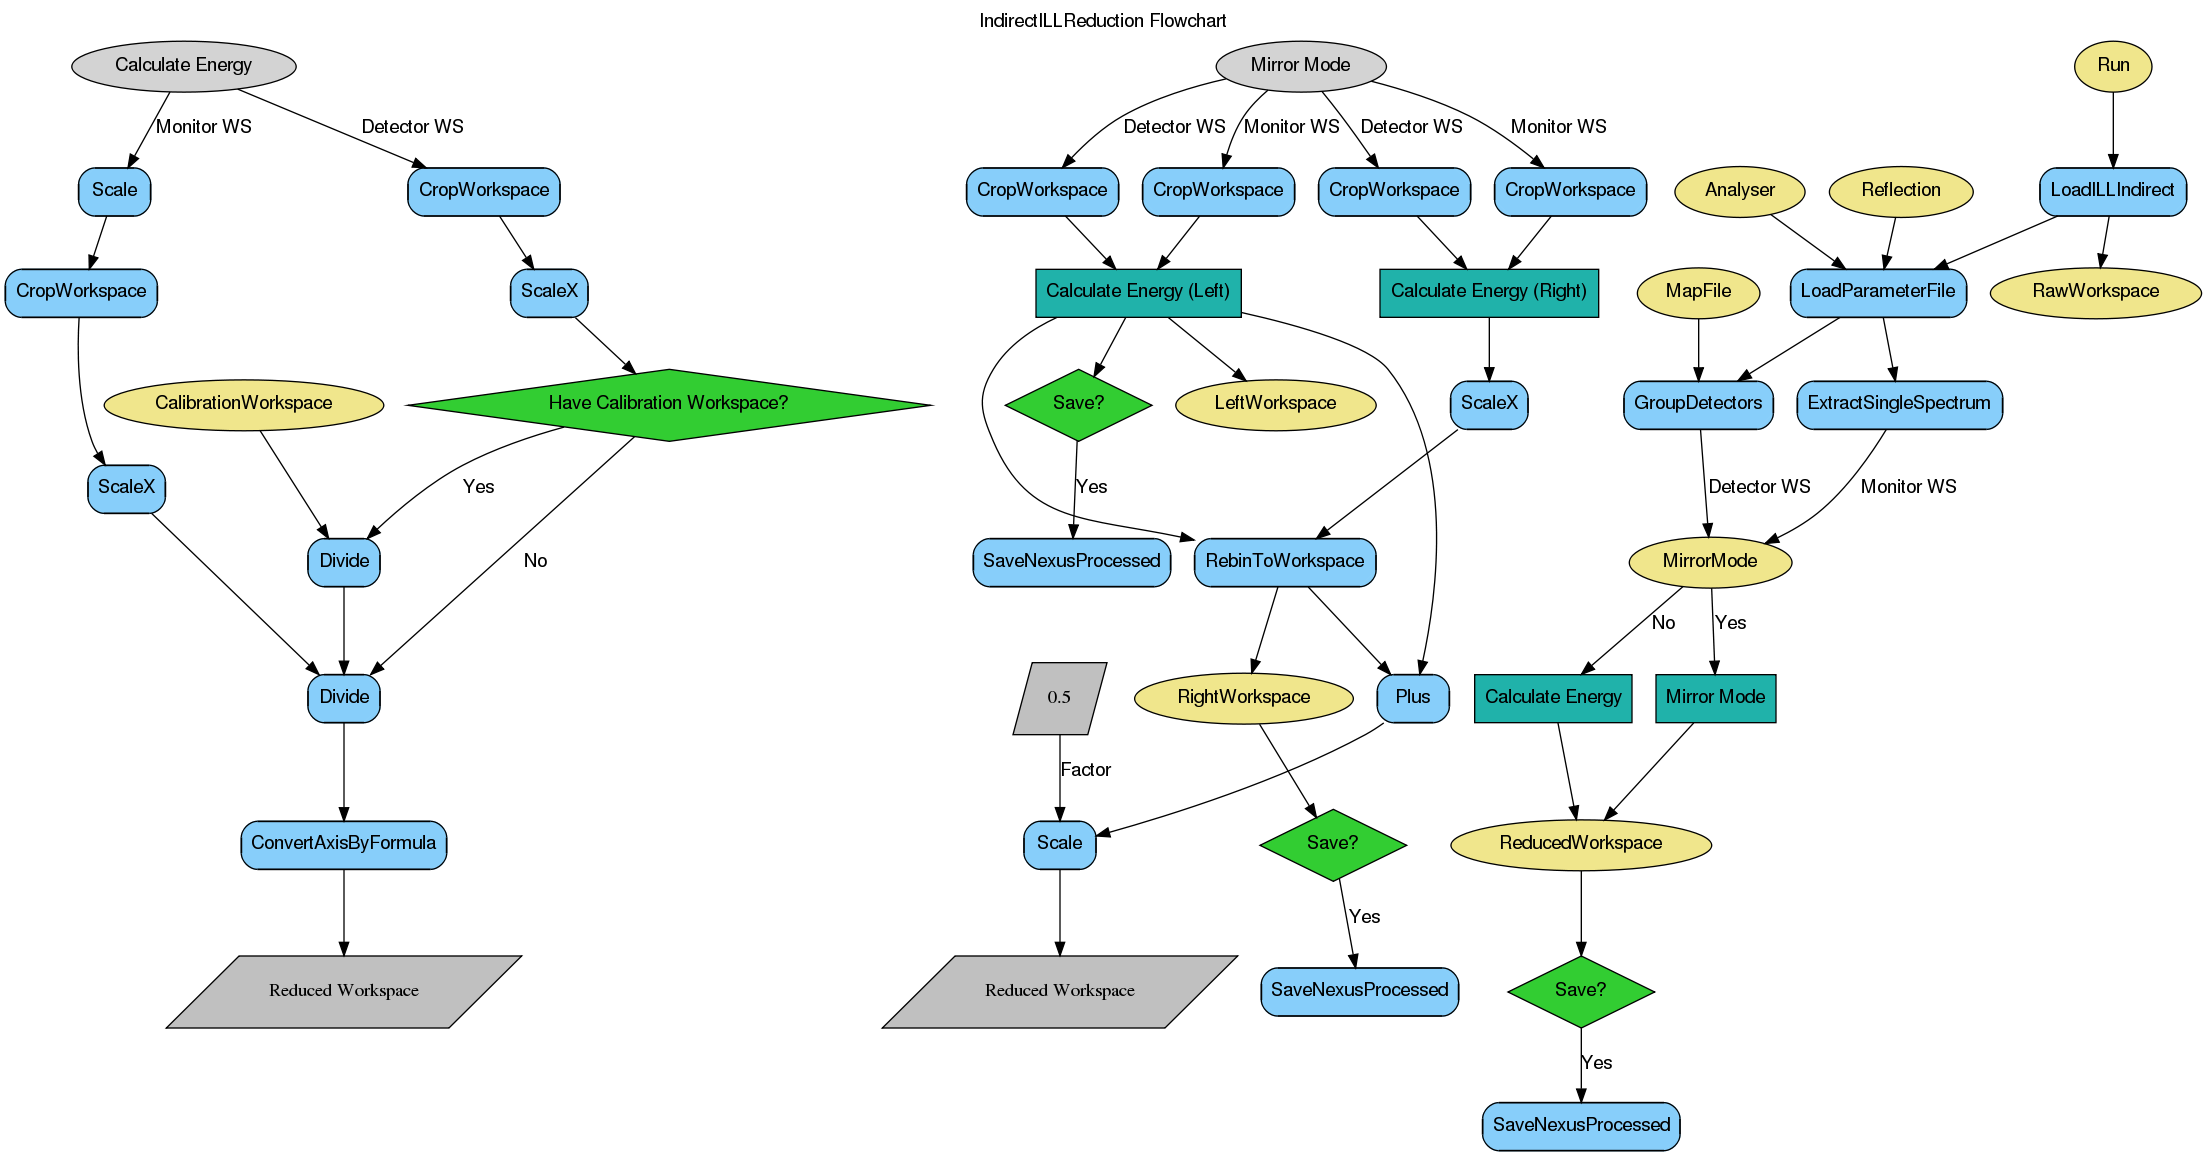 IndirectILLReduction Flowchart
Calculate Energy
Mirror Mode
Run
Monitor WS
Detector WS
Detector WS
Monitor WS
Detector WS
Monitor WS
Scale
CropWorkspace
CropWorkspace
CropWorkspace
CropWorkspace
CropWorkspace
Analyser
Reflection
LoadILLIndirect
CropWorkspace
ScaleX
Calculate Energy (Left)
Calculate Energy (Right)
MapFile
LoadParameterFile
RawWorkspace
CalibrationWorkspace
Have Calibration Workspace?
Save?
LeftWorkspace
ScaleX
GroupDetectors
ExtractSingleSpectrum
ScaleX
Yes
Yes
Detector WS
Monitor WS
Divide
No
SaveNexusProcessed
RebinToWorkspace
MirrorMode
No
Yes
Divide
0.5
RightWorkspace
Plus
Calculate Energy
Mirror Mode
Factor
ConvertAxisByFormula
Scale
Save?
ReducedWorkspace
Yes
Reduced Workspace
Reduced Workspace
SaveNexusProcessed
Save?
Yes
SaveNexusProcessed